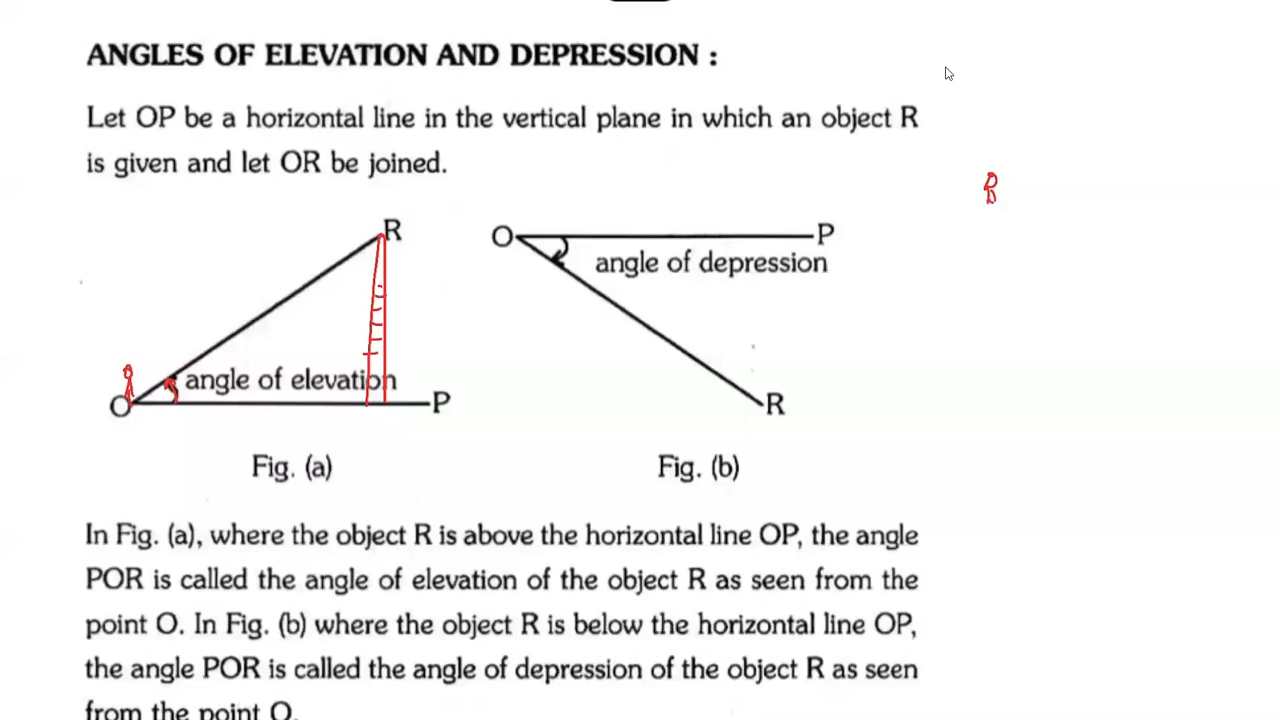 ANGLES OF ELEVATION AND DEPRESSION :
Let OP be a horizontal line in the vertical plane in which an object R
is given and let OR be joined.
R
angle of elevation
O
P
O
P
angle of depression
R
Fig. (a)
Fig. (b)
In Fig. (a), where the object R is above the horizontal line OP, the angle
POR is called the angle of elevation of the object R as seen from the
point O. In Fig. (b) where the object R is below the horizontal line OP,
the angle POR is called the angle of depression of the object R as seen
from the point O.